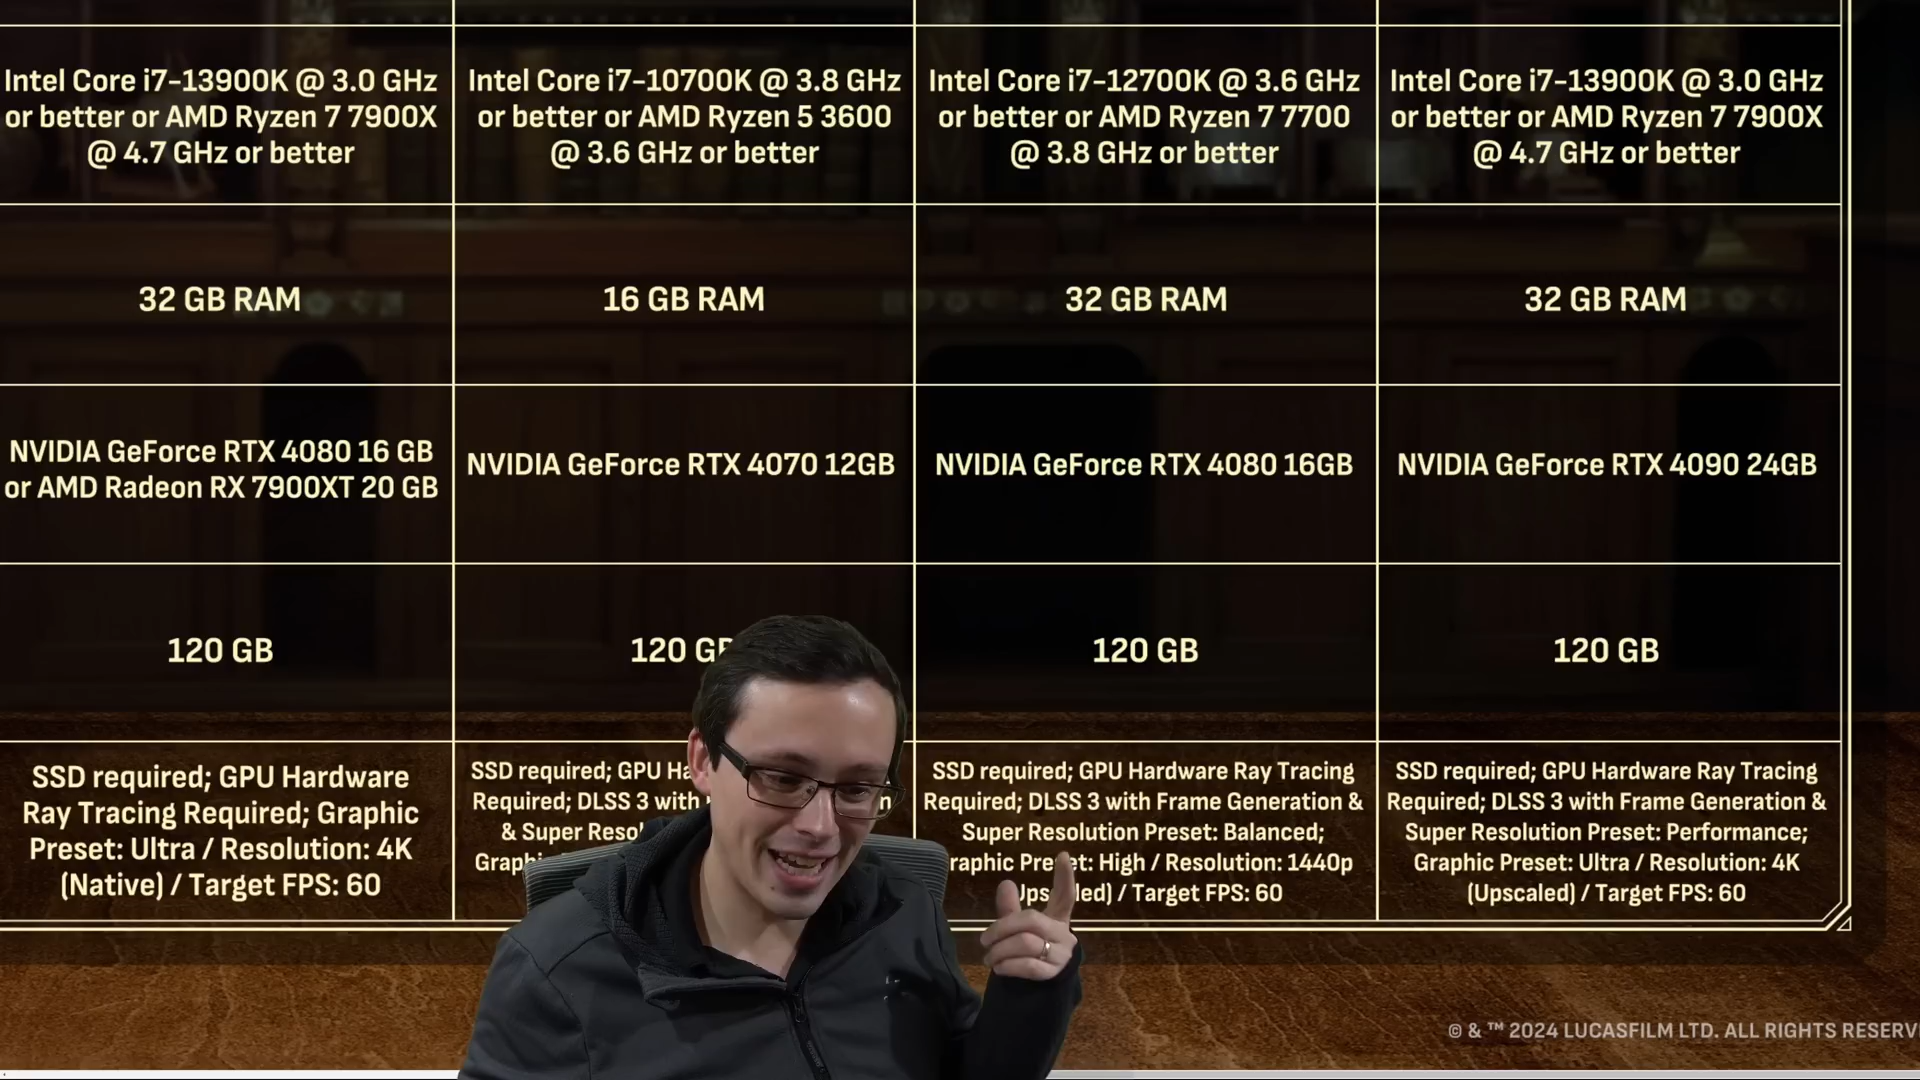 Intel Core i7-13900K @ 3.0 GHz
or better or AMD Ryzen 7 7900X
@ 4.7 GHz or better
Intel Core i7-10700K @ 3.8 GHz
or better or AMD Ryzen 5 3600
@ 3.6 GHz or better
Intel Core i7-12700K @ 3.6 GHz
or better or AMD Ryzen 7 7700
@ 3.8 GHz or better
Intel Core i7-13900K @ 3.0 GHz
or better or AMD Ryzen 7 7900X
@ 4.7 GHz or better
32 GB RAM
16 GB RAM
32 GB RAM
32 GB RAM
NVIDIA GeForce RTX 4080 16 GB
or AMD Radeon RX 7900XT 20 GB
NVIDIA GeForce RTX 4070 12GB
NVIDIA GeForce RTX 4080 16GB
NVIDIA GeForce RTX 4090 24GB
120 GB
120
120 GB
120 GB
SSD required; GPU Hardware
Ray Tracing Required; Graphic
Preset: Ultra / Resolution: 4K
(Native) / Target FPS: 60
SSD required; GPU
Required; DLSS 3 with
& Super
SSD required; GPU Hardware Ray Tracing
Required; DLSS 3 with Frame Generation &
Super Resolution Preset: Balanced;
High / Resolution: 1440p
/ Target FPS: 60
SSD required; GPU Hardware Ray Tracing
Required; DLSS 3 with Frame Generation &
Super Resolution Preset: Performance;
Graphic Preset: Ultra / Resolution: 4K
(Upscaled) / Target FPS: 60
© & ™ 2024 LUCASFILM LTD. ALL RIGHTS